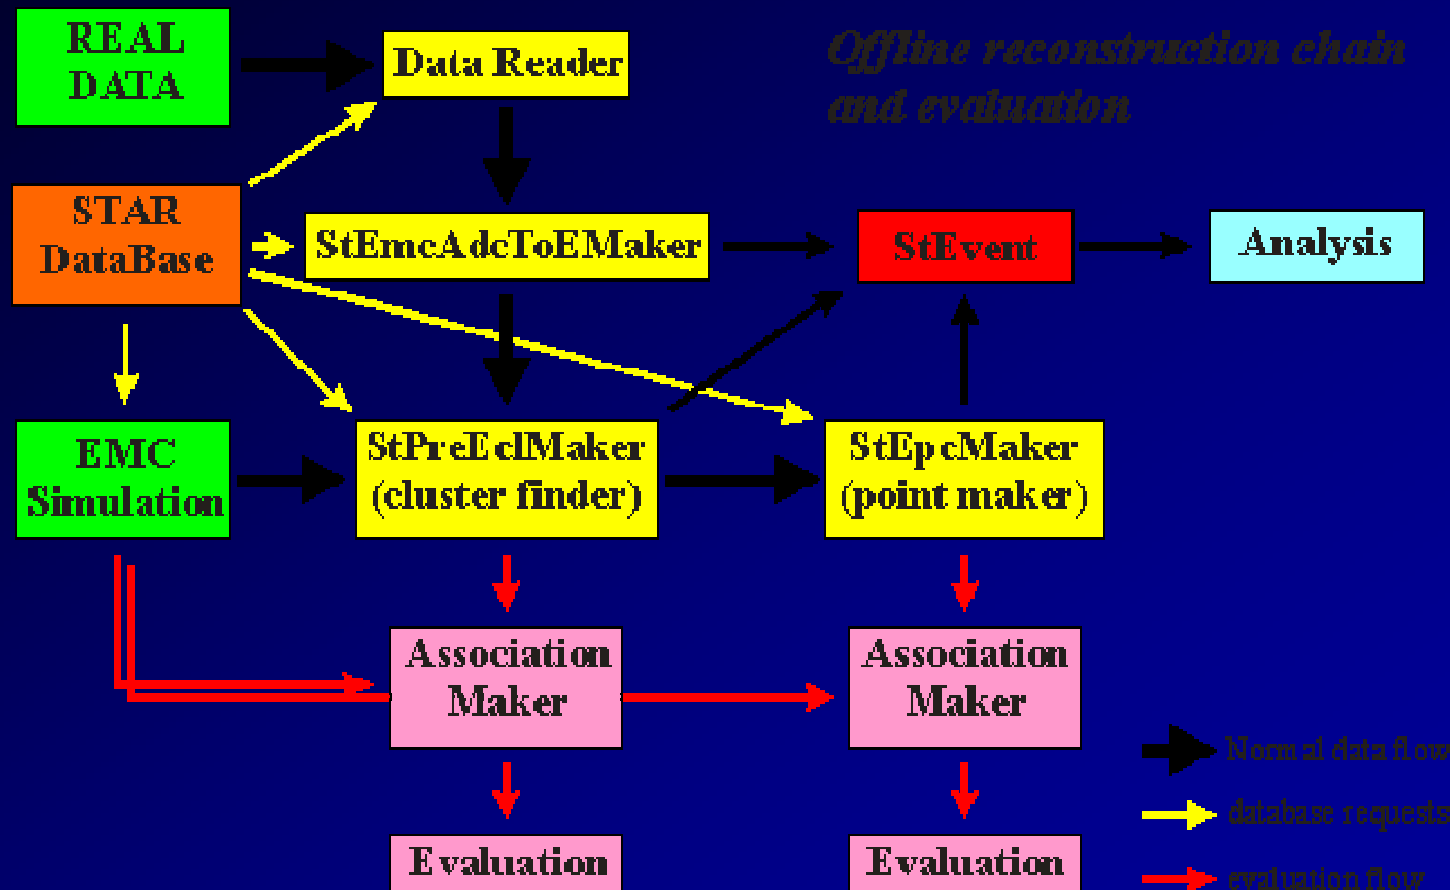 REAL
DATA
Data Reader
Offline reconstruction chain
and evaluation
STAR
DataBase
StEmcAdcToEMaker
StEvent
Analysis
EMC
Simulation
StPreEclMaker
(cluster finder)
StEpcMaker
(point maker)
Association
Maker
Association
Maker
Normal data flow
database requests
Evaluation
Evaluation
evaluation flow